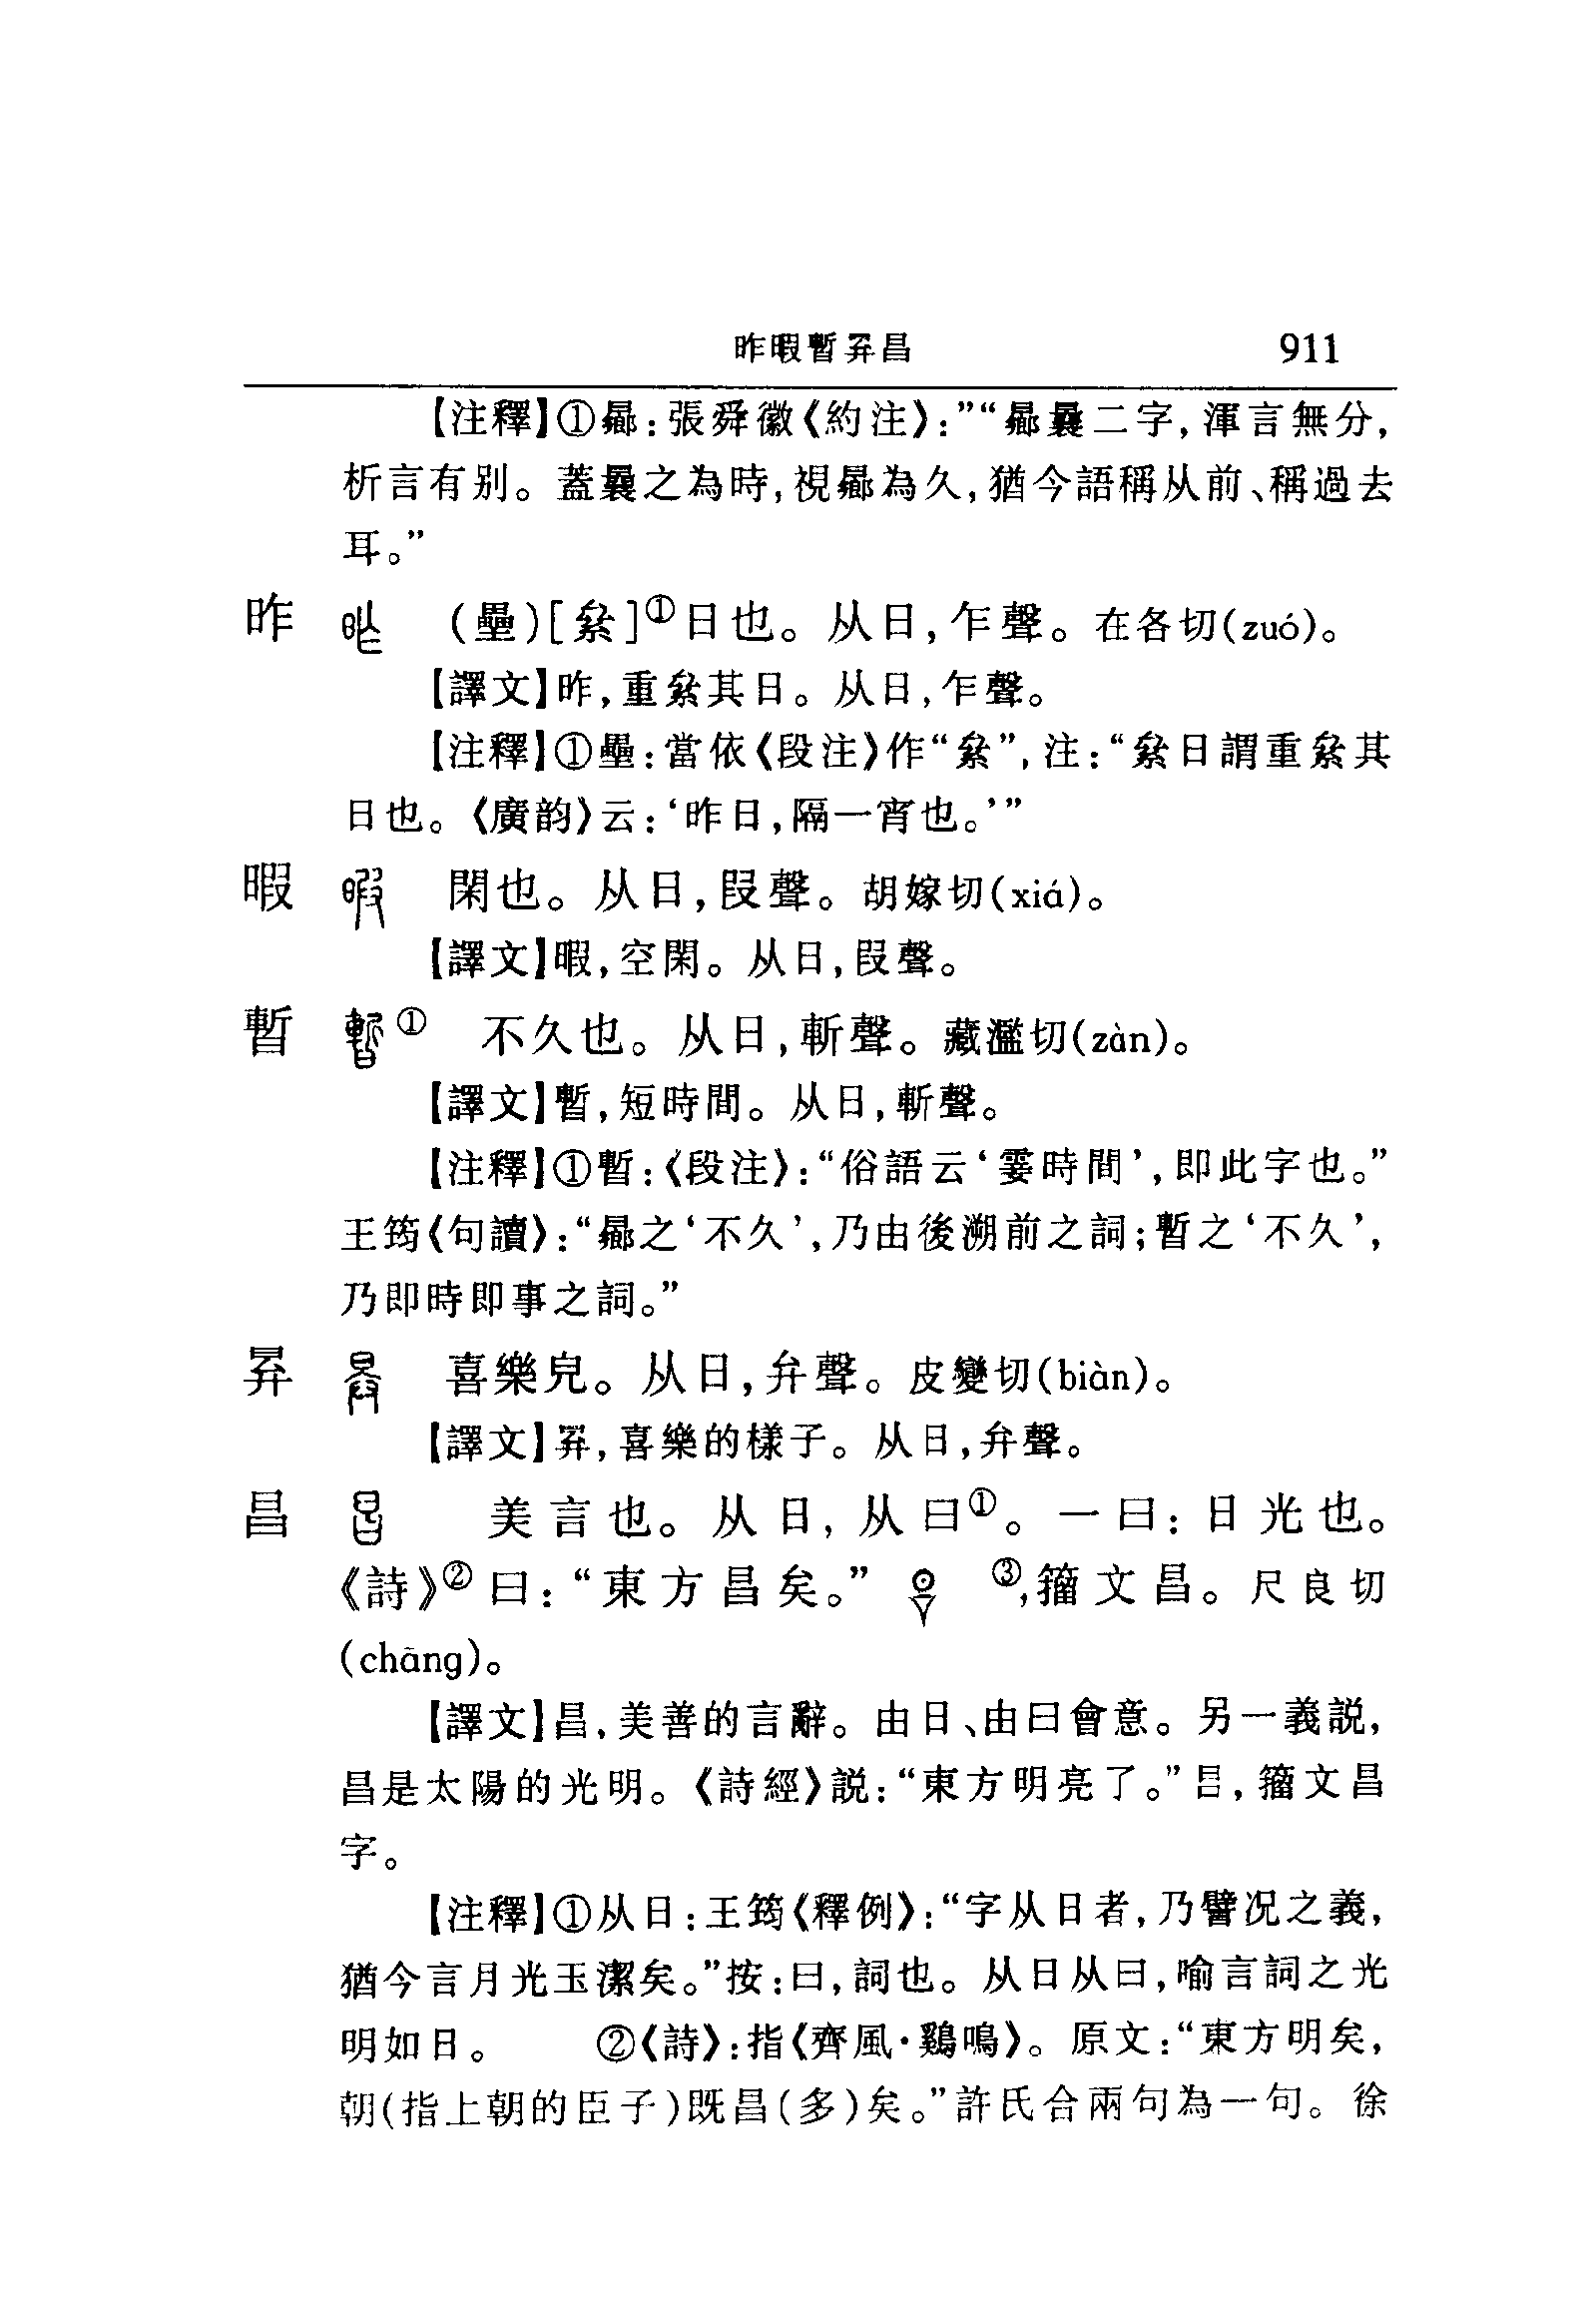 昨暇暫昪昌 911
【注釋】①曏：張舜徽《約注》：”“曏曩二字，渾言無分，
析言有别。蓋曩之為時，視曏為久，猶今語稱从前、稱過去
耳。”
昨 (壘)[絫]①日也。从日，乍聲。在各切(zuó)。
【譯文】昨，重絫其日。从日，乍聲。
【注釋】①壘：當依《段注》作“絫”，注：“絫日謂重絫其
日也。《廣韵》云：‘昨日，隔一宵也。’”
暇 閑也。从日，叚聲。胡嫁切(xiá)。
【譯文】暇，空閑。从日，叚聲。
暫 ① 不久也。从日，斬聲。藏濫切(zàn)。
【譯文】暫，短時間。从日，斬聲。
【注釋】①暫：《段注》：“俗語云‘霎時間’，即此字也。”
王筠《句讀》：“曏之‘不久’，乃由後溯前之詞；暫之‘不久’，
乃即時即事之詞。”
昪 喜樂皃。从日，弁聲。皮變切(biàn)。
【譯文】昪，喜樂的樣子。从日，弁聲。
昌 美言也。从日，从曰①。一曰：日光也。
《詩》②曰：“東方昌矣。” ③，籀文昌。尺良切
(chāng)。
【譯文】昌，美善的言辭。由日、由曰會意。另一義説，
昌是太陽的光明。《詩經》説：“東方明亮了。”，籀文昌
字。
【注釋】①从日：王筠《釋例》：“字从日者，乃譬况之義，
猶今言月光玉潔矣。”按：曰，詞也。从日从曰，喻言詞之光
明如日。 ②《詩》：指《齊風·鷄鳴》。原文：“東方明矣，
朝(指上朝的臣子)既昌(多)矣。”許氏合兩句為一句。徐